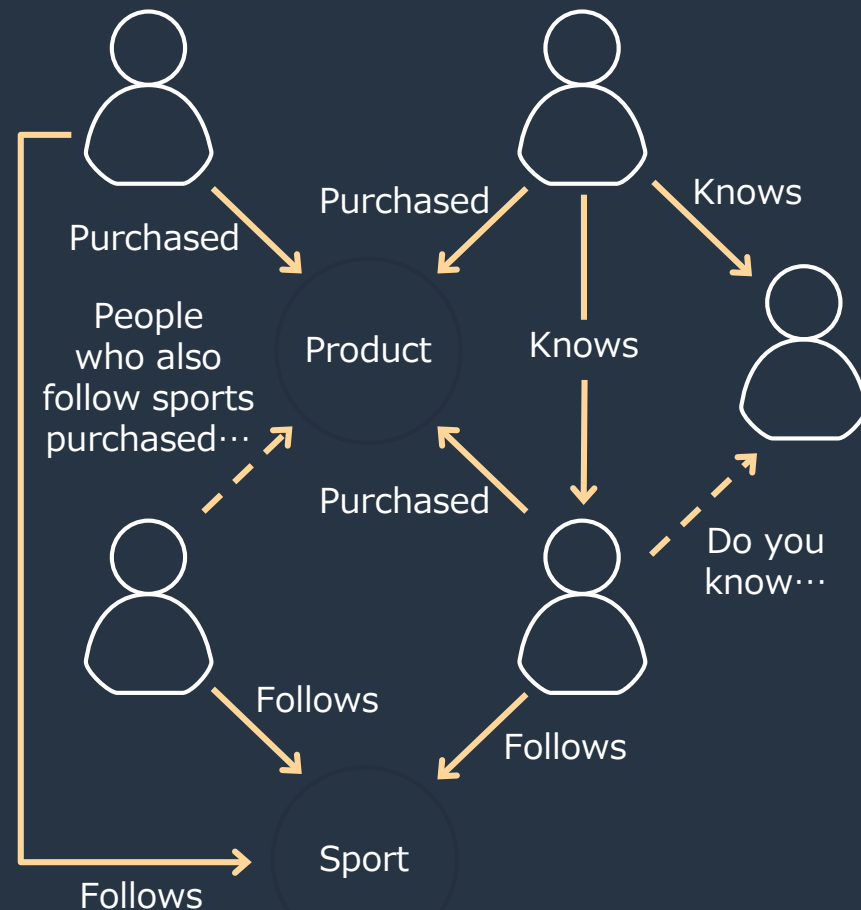 Purchased
Knows
Purchased
People
who also
follow sports
purchased…
Product
Knows
Purchased
Do you
know…
Follows
Follows
Sport
Follows